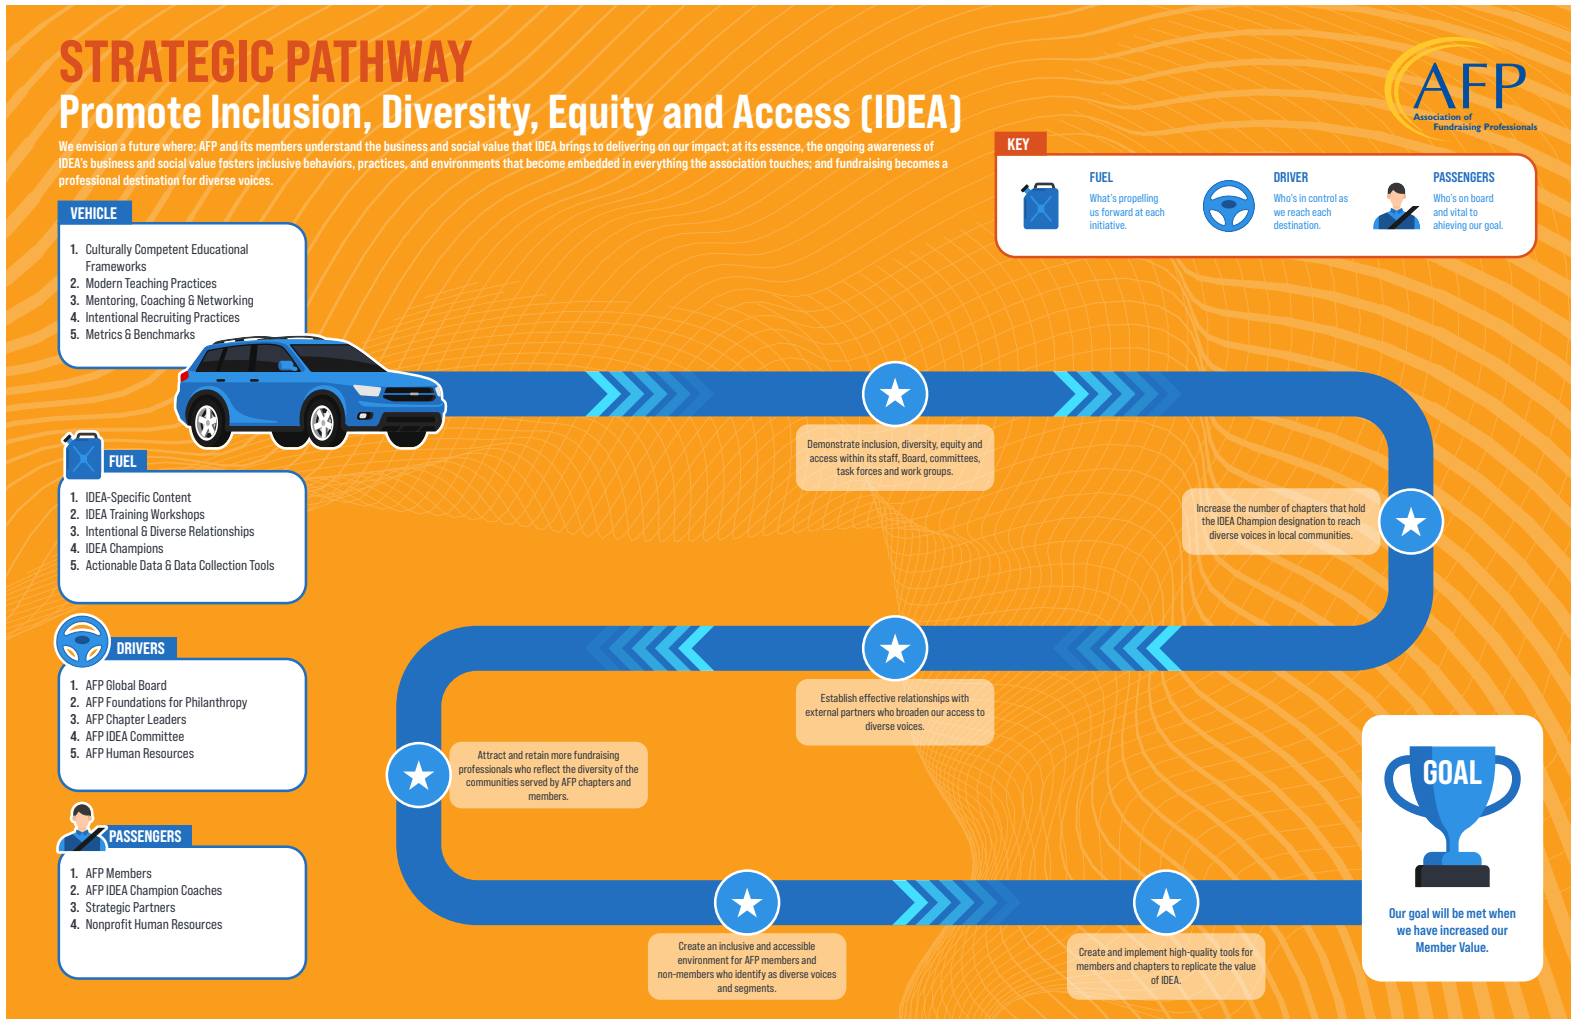 STRATEGIC PATHWAY
Promote Inclusion, Diversity, Equity and Access (IDEA)
We envision a future where: AFP and its members understand the business and social value that IDEA brings to delivering on our impact; at its essence, the ongoing awareness of
IDEA's business and social value fosters inclusive behaviors, practices, and environments that become embedded in everything the association touches; and fundraising becomes a
professional destination for diverse voices.
AFP
Association of
Fundraising Professionals
KEY
FUEL
What's propelling
us forward at each
initiative.
DRIVER
Who's in control as
we reach each
destination.
PASSENGERS
Who's on board
and vital to
ahieving our goal.
VEHICLE
1. Culturally Competent Educational
Frameworks
2. Modern Teaching Practices
3. Mentoring, Coaching & Networking
4. Intentional Recruiting Practices
5. Metrics & Benchmarks
FUEL
1. IDEA-Specific Content
2. IDEA Training Workshops
3. Intentional & Diverse Relationships
4. IDEA Champions
5. Actionable Data & Data Collection Tools
DRIVERS
1. AFP Global Board
2. AFP Foundations for Philanthropy
3. AFP Chapter Leaders
4. AFP IDEA Committee
5. AFP Human Resources
PASSENGERS
1. AFP Members
2. AFP IDEA Champion Coaches
3. Strategic Partners
4. Nonprofit Human Resources
Demonstrate inclusion, diversity, equity and
access within its staff, Board, committees,
task forces and work groups.
Increase the number of chapters that hold
the IDEA Champion designation to reach
diverse voices in local communities.
Establish effective relationships with
external partners who broaden our access to
diverse voices.
Attract and retain more fundraising
professionals who reflect the diversity of the
communities served by AFP chapters and
members.
Create an inclusive and accessible
environment for AFP members and
non-members who identify as diverse voices
and segments.
Create and implement high-quality tools for
members and chapters to replicate the value
of IDEA.
GOAL
Our goal will be met when
we have increased our
Member Value.